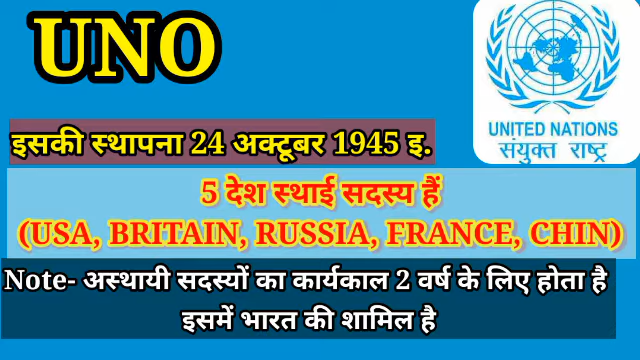 UNO
UNITED NATIONS
संयुक्त राष्ट्र
इसकी स्थापना 24 अक्टूबर 1945 इ.
5 देश स्थाई सदस्य हैं
(USA, BRITAIN, RUSSIA, FRANCE, CHIN)
Note- अस्थायी सदस्यों का कार्यकाल 2 वर्ष के लिए होता है
इसमें भारत की शामिल है